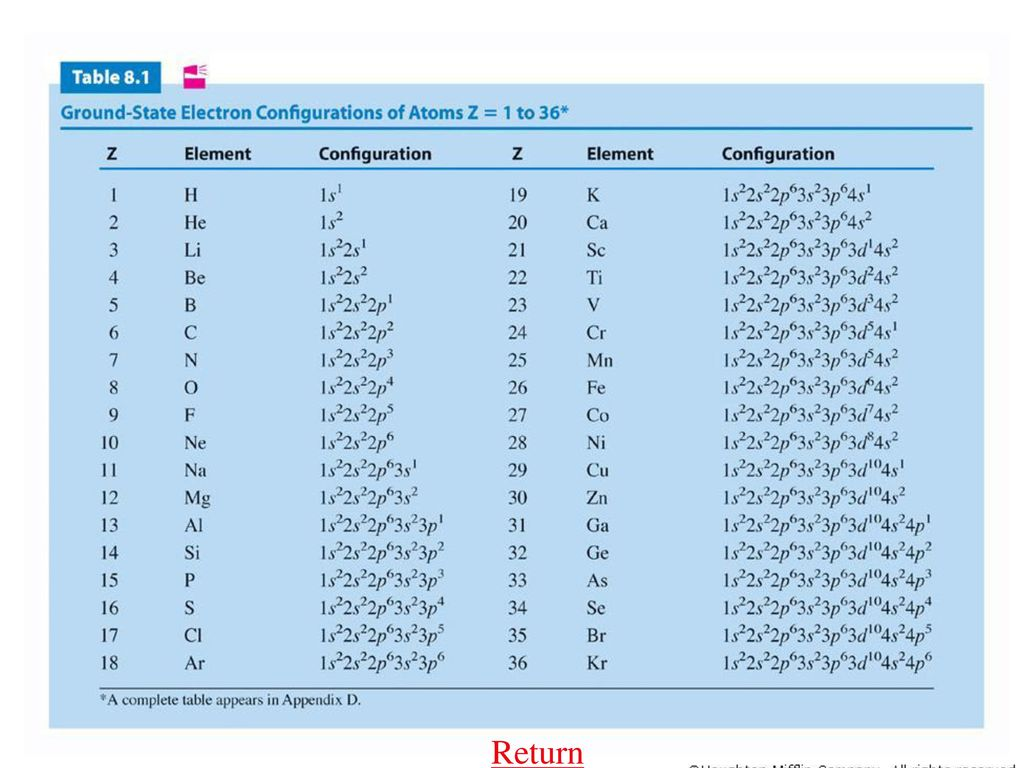 Table 8.1
Ground-State Electron Configurations of Atoms Z = 1 to 36*
Z Element Configuration Z Element Configuration
1 H 1s¹ 19 K 1s²2s²2p⁶3s²3p⁶4s¹
2 He 1s² 20 Ca 1s²2s²2p⁶3s²3p⁶4s²
3 Li 1s²2s¹ 21 Sc 1s²2s²2p⁶3s²3p⁶3d¹4s²
4 Be 1s²2s² 22 Ti 1s²2s²2p⁶3s²3p⁶3d²4s²
5 B 1s²2s²2p¹ 23 V 1s²2s²2p⁶3s²3p⁶3d³4s²
6 C 1s²2s²2p² 24 Cr 1s²2s²2p⁶3s²3p⁶3d⁵4s¹
7 N 1s²2s²2p³ 25 Mn 1s²2s²2p⁶3s²3p⁶3d⁵4s²
8 O 1s²2s²2p⁴ 26 Fe 1s²2s²2p⁶3s²3p⁶3d⁶4s²
9 F 1s²2s²2p⁵ 27 Co 1s²2s²2p⁶3s²3p⁶3d⁷4s²
10 Ne 1s²2s²2p⁶ 28 Ni 1s²2s²2p⁶3s²3p⁶3d⁸4s²
11 Na 1s²2s²2p⁶3s¹ 29 Cu 1s²2s²2p⁶3s²3p⁶3d¹⁰4s¹
12 Mg 1s²2s²2p⁶3s² 30 Zn 1s²2s²2p⁶3s²3p⁶3d¹⁰4s²
13 Al 1s²2s²2p⁶3s²3p¹ 31 Ga 1s²2s²2p⁶3s²3p⁶3d¹⁰4s²4p¹
14 Si 1s²2s²2p⁶3s²3p² 32 Ge 1s²2s²2p⁶3s²3p⁶3d¹⁰4s²4p²
15 P 1s²2s²2p⁶3s²3p³ 33 As 1s²2s²2p⁶3s²3p⁶3d¹⁰4s²4p³
16 S 1s²2s²2p⁶3s²3p⁴ 34 Se 1s²2s²2p⁶3s²3p⁶3d¹⁰4s²4p⁴
17 Cl 1s²2s²2p⁶3s²3p⁵ 35 Br 1s²2s²2p⁶3s²3p⁶3d¹⁰4s²4p⁵
18 Ar 1s²2s²2p⁶3s²3p⁶ 36 Kr 1s²2s²2p⁶3s²3p⁶3d¹⁰4s²4p⁶
*A complete table appears in Appendix D.
Return